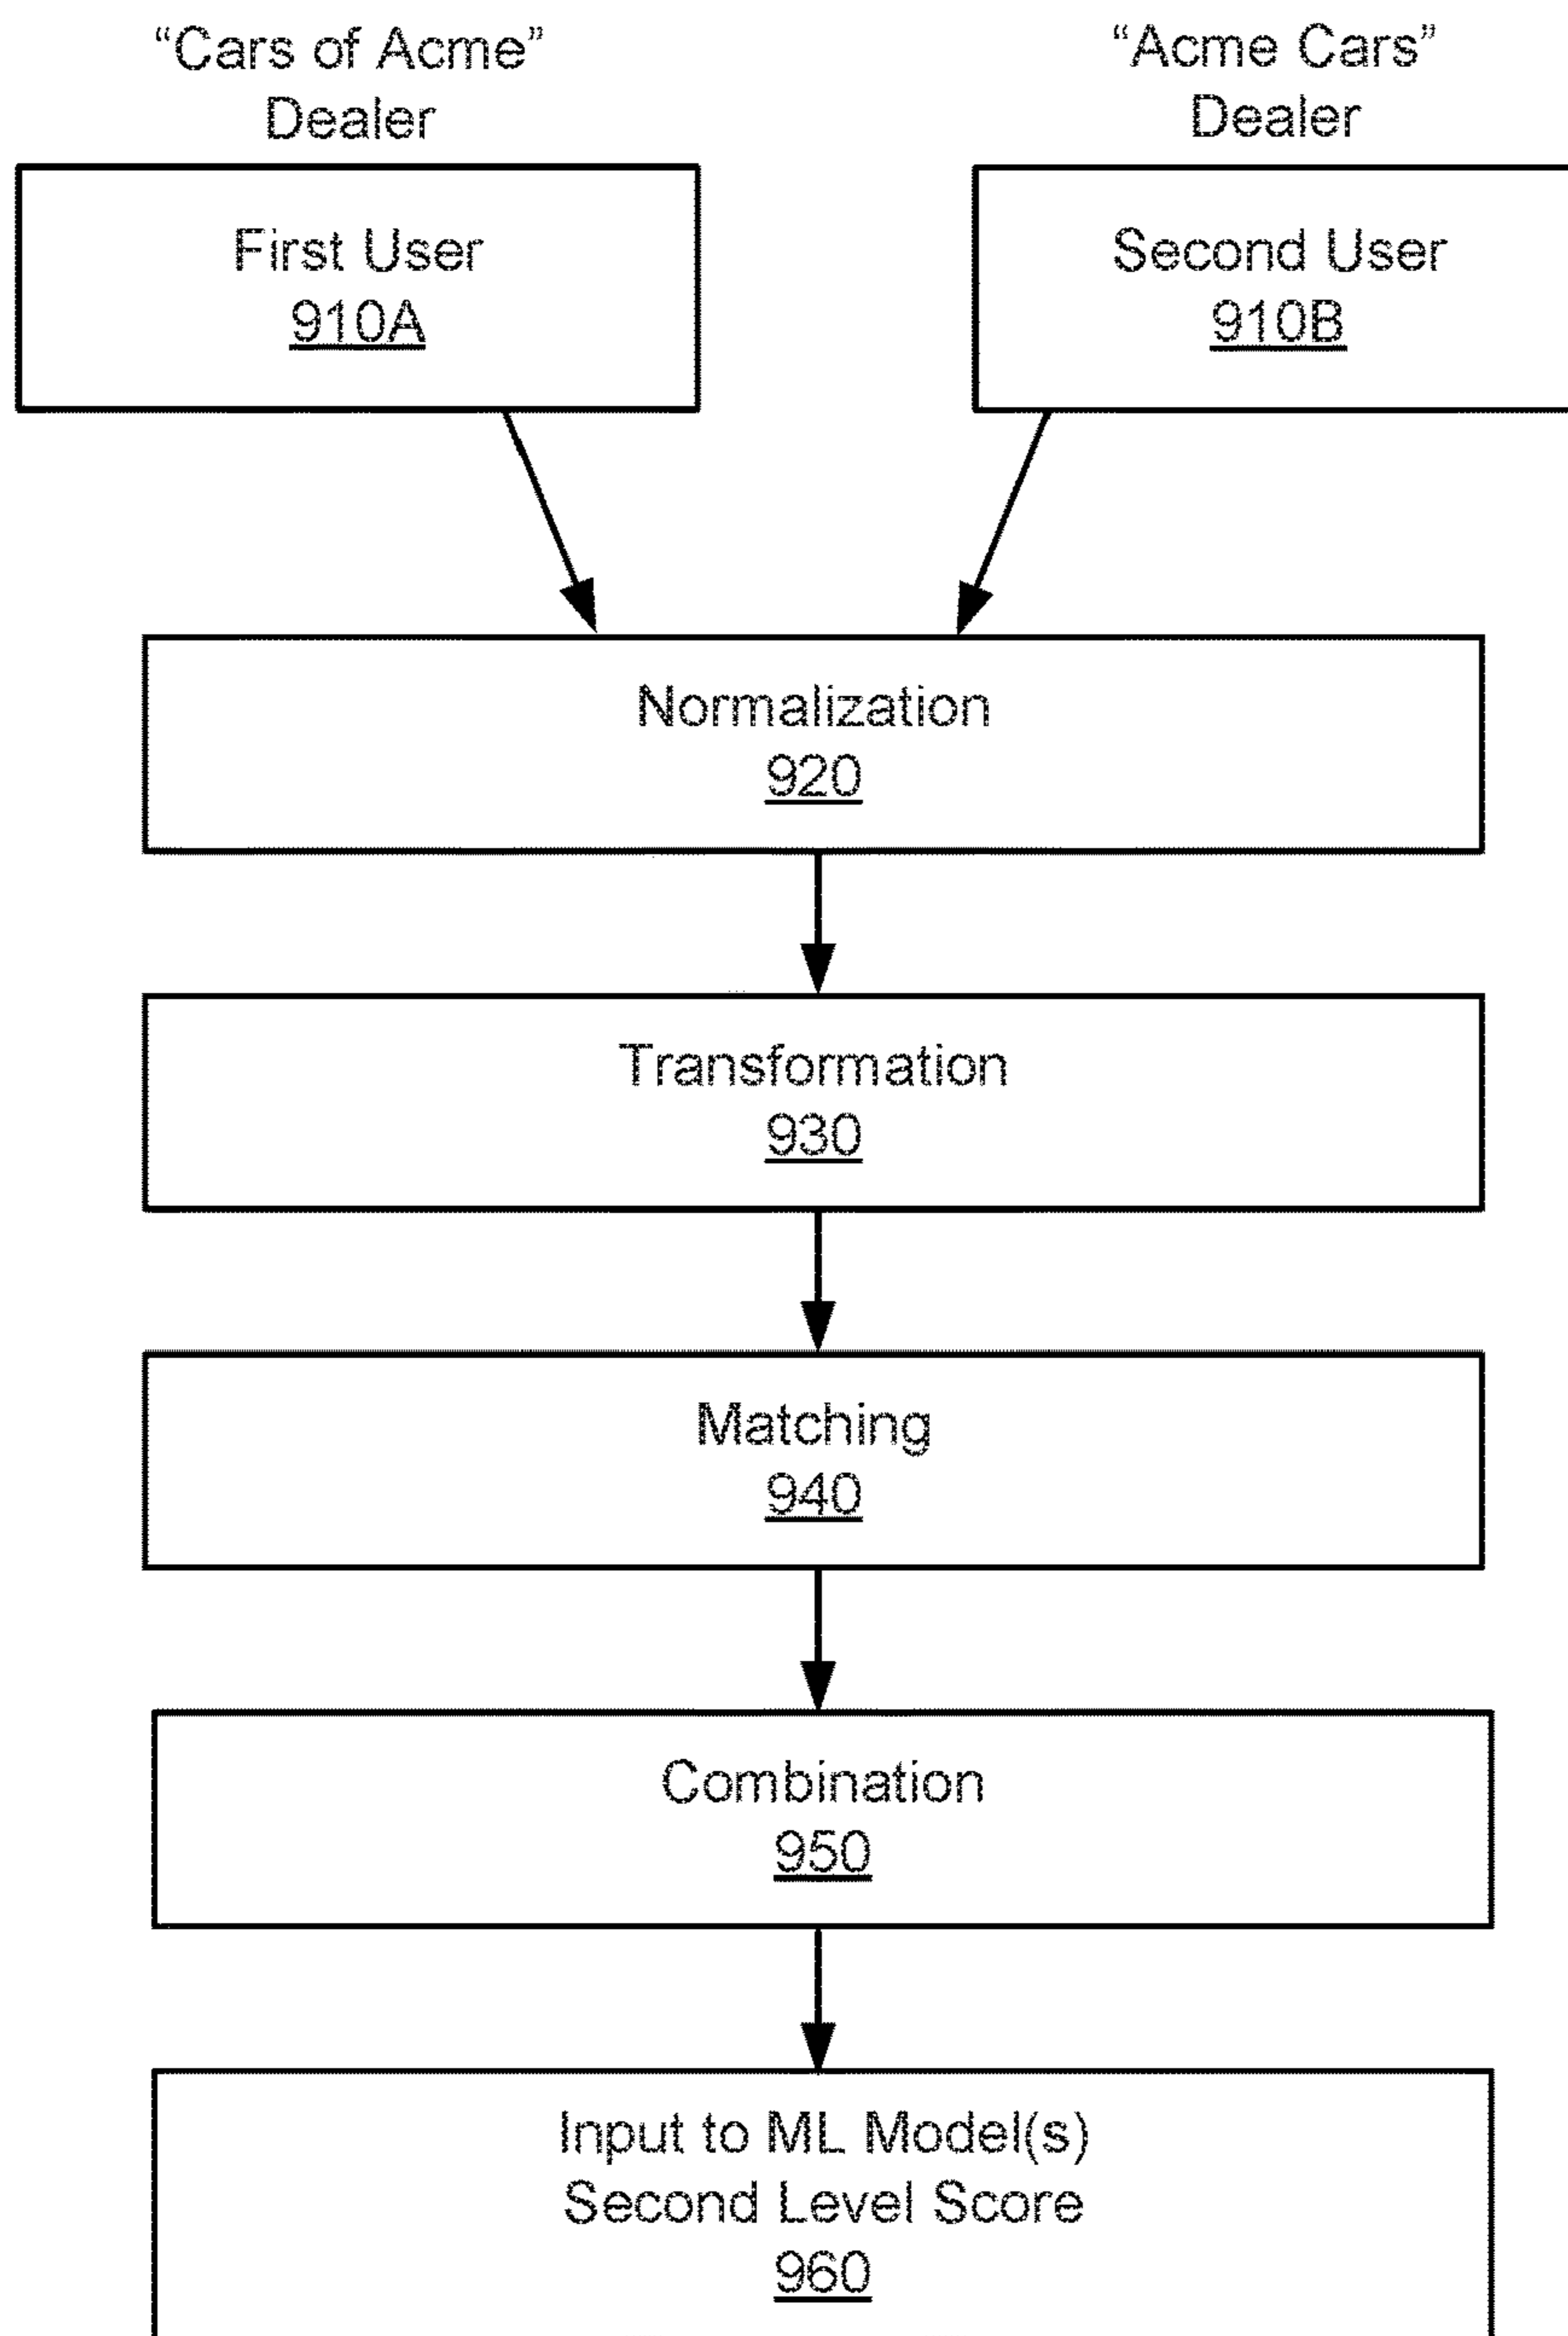 “Cars of Acme”
Dealer
“Acme Cars”
Dealer
First User
910A
Second User
910B
Normalization
920
Transformation
930
Matching
940
Combination
950
Input to ML Model(s)
Second Level Score
960